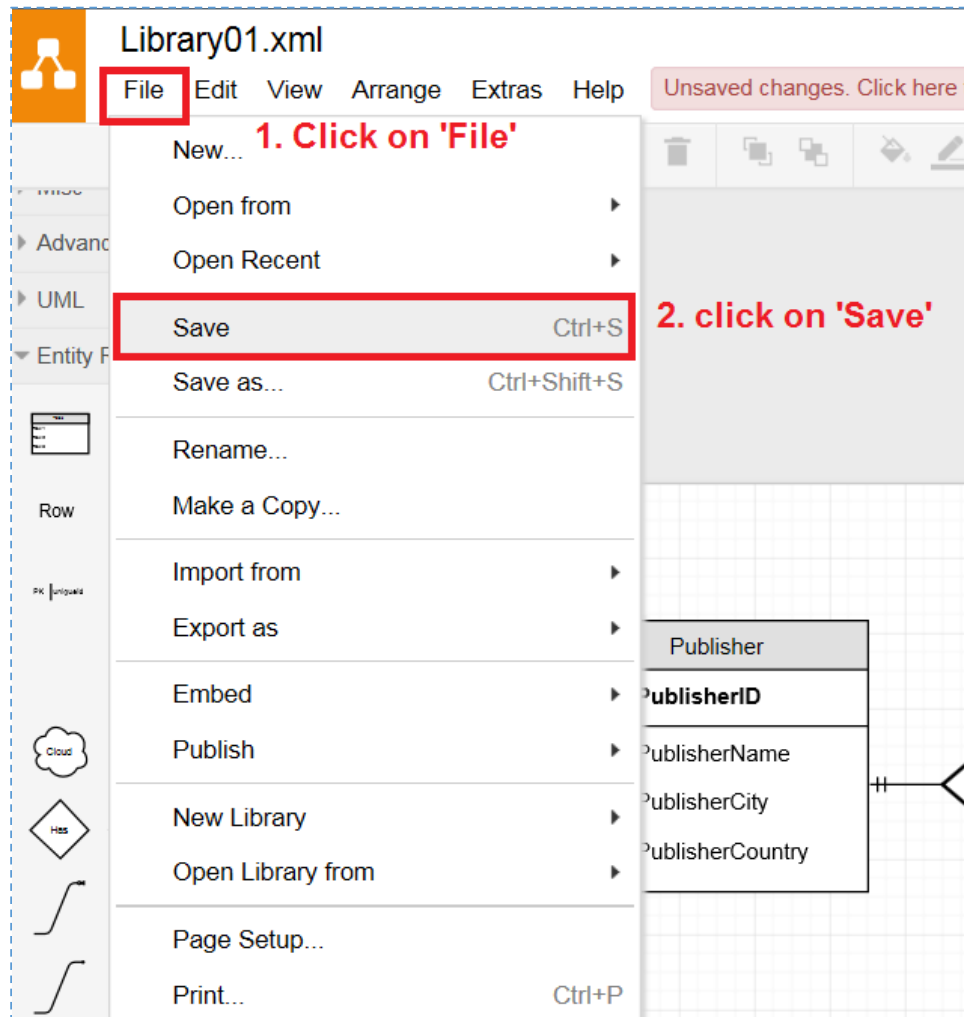 Library01.xml
File Edit View Arrange Extras Help Unsaved changes. Click here
1. Click on 'File'
New...
Open from
Advanc
Open Recent
UML
Save Ctrl+S
2. click on 'Save'
Entity R
Save as... Ctrl+Shift+S
Rename...
Row
Make a Copy...
Import from
PK uniqueId
Export as
Publisher
Embed
PublisherID
Cloud
Publish
PublisherName
PublisherCity
New Library
Has
PublisherCountry
Open Library from
Page Setup...
Print... Ctrl+P